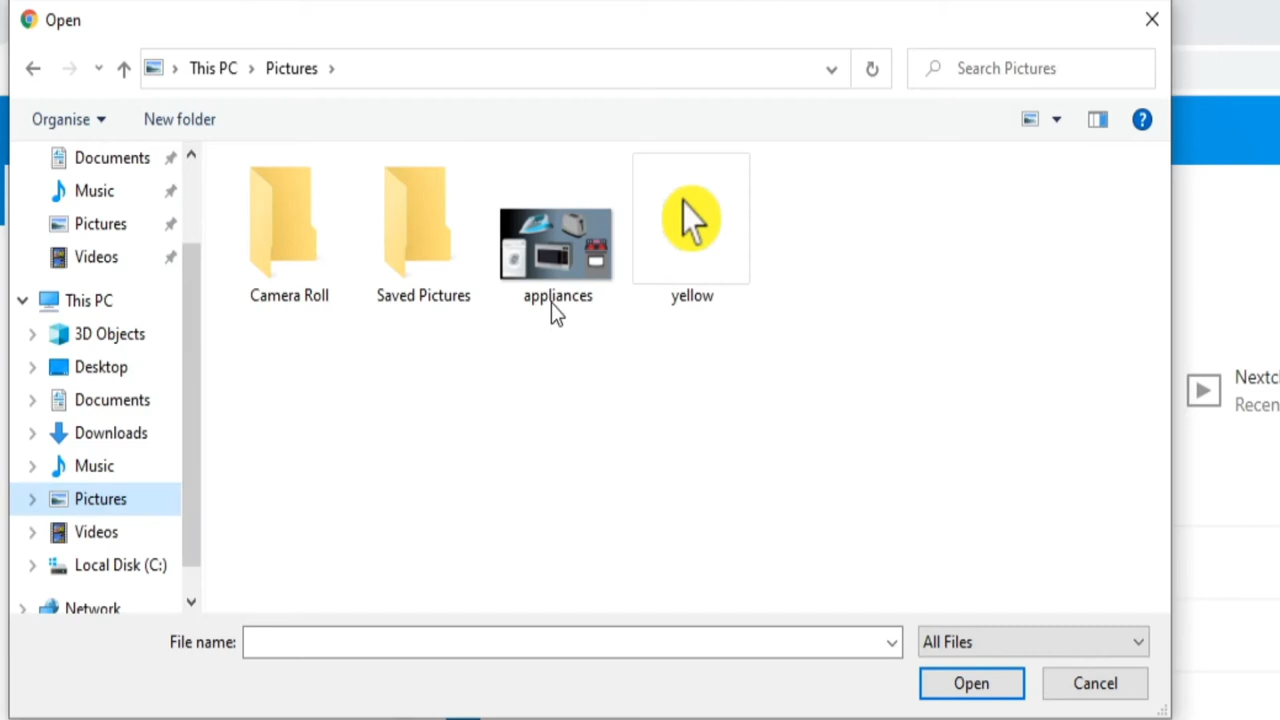 Open
This PC
Pictures
Search Pictures
Organise
New folder
Documents
Music
Pictures
Videos
This PC
3D Objects
Desktop
Documents
Downloads
Music
Pictures
Videos
Local Disk (C:)
Network
Camera Roll
Saved Pictures
appliances
yellow
Nextcl
Recen
File name:
All Files
Open
Cancel